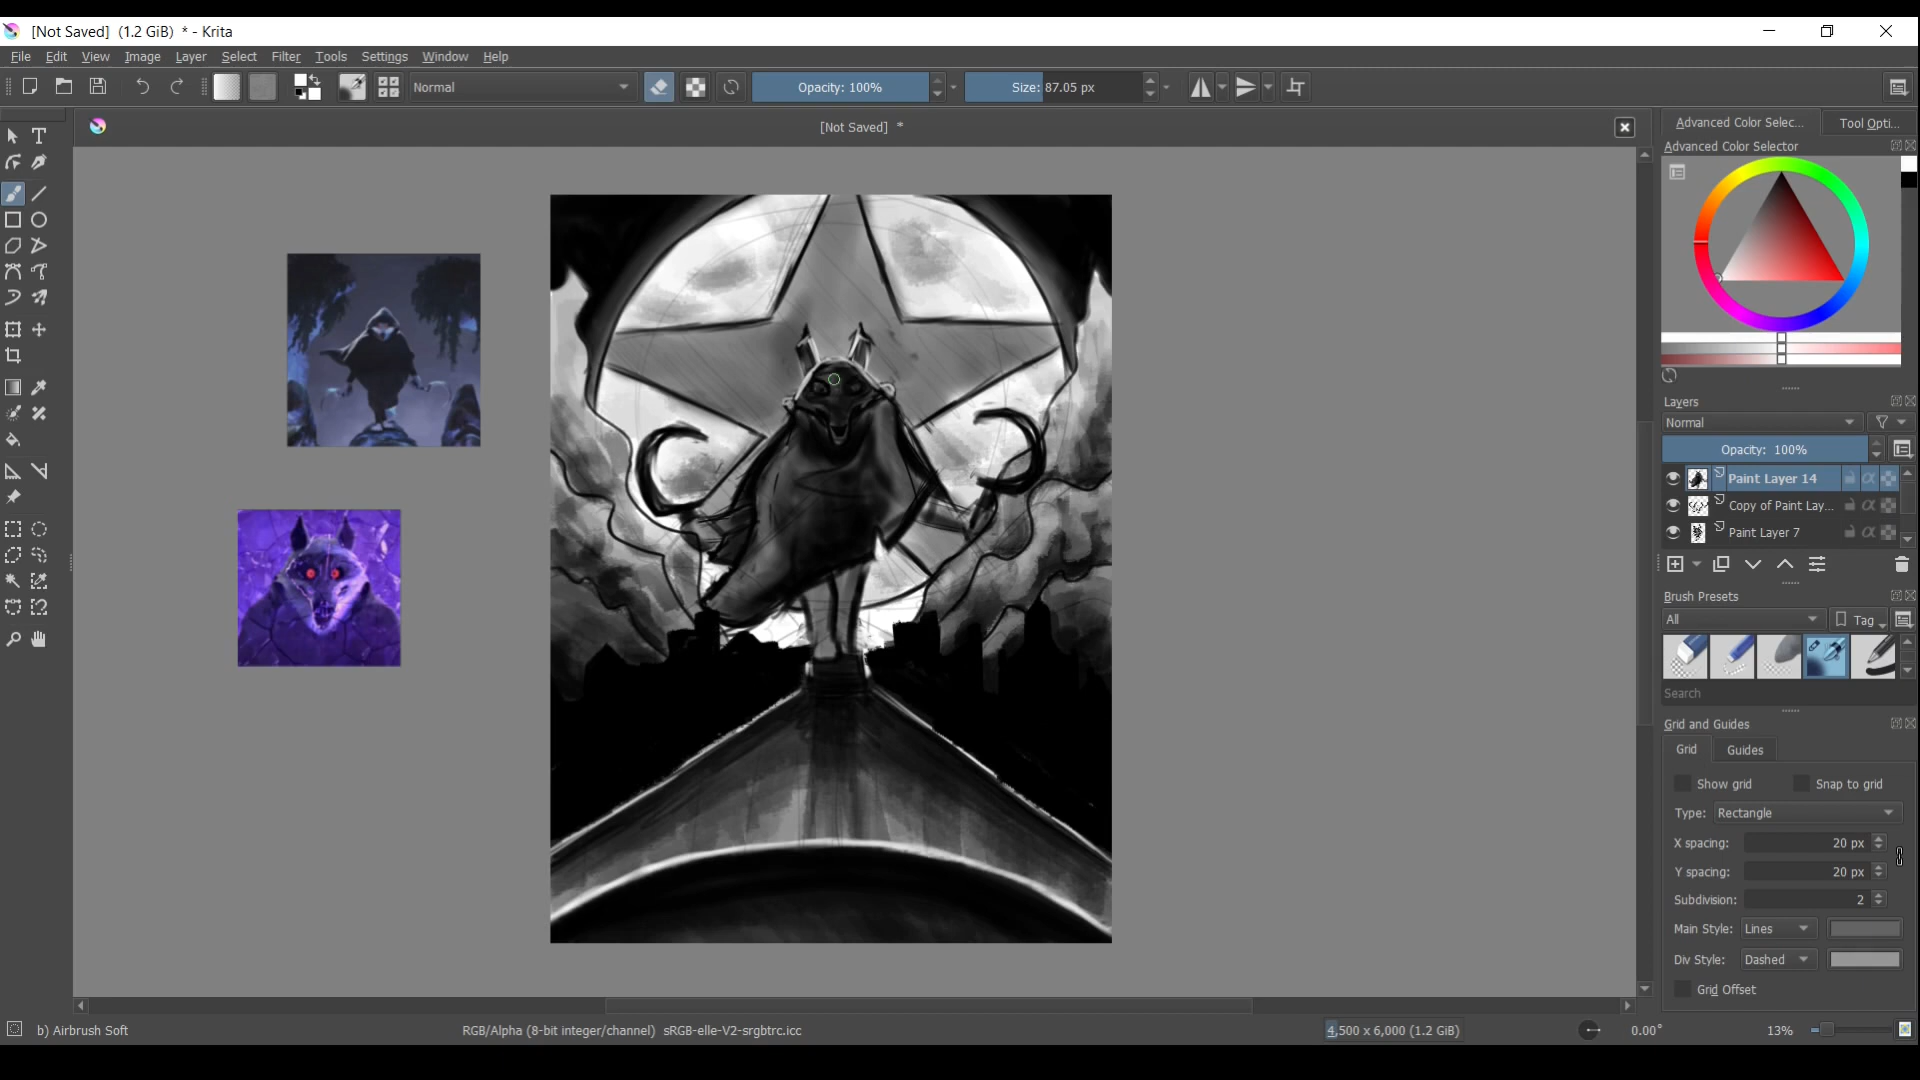 [Not Saved] (1.2 GiB) * - Krita
File Edit View Image Layer Select Filter Tools Settings Window Help
Normal Opacity: 100% Size: 87.05 px
[Not Saved] *
Advanced Color Selec... Tool Opti...
Advanced Color Selector
Layers
Normal
Opacity: 100%
Paint Layer 14
Copy of Paint Lay...
Paint Layer 7
Brush Presets
All Tag
Search
Grid and Guides
Grid Guides
Show grid Snap to grid
Type: Rectangle
X spacing: 20 px
Y spacing: 20 px
Subdivision: 2
Main Style: Lines
Div Style: Dashed
Grid Offset
b) Airbrush Soft RGB/Alpha (8-bit integer/channel) sRGB-elle-V2-srgbtrc.icc 4,500 x 6,000 (1.2 GiB) 0.00° 13%